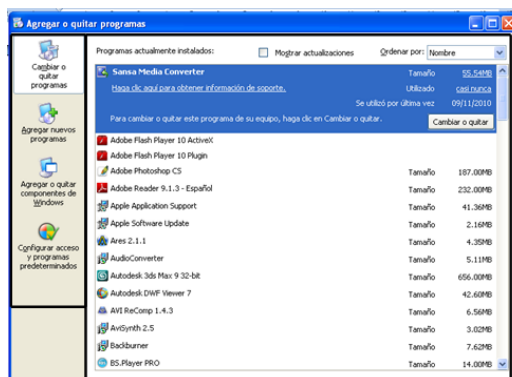 Agregar o quitar programas
Cambiar o quitar programas
Agregar nuevos programas
Agregar o quitar componentes de Windows
Configurar acceso y programas predeterminados
Programas actualmente instalados:
Mostrar actualizaciones
Ordenar por: Nombre
Sansa Media Converter Tamaño 55.54MB
Haga clic aquí para obtener información de soporte. Utilizado casi nunca
Se utilizó por última vez 09/11/2010
Para cambiar o quitar este programa de su equipo, haga clic en Cambiar o quitar. Cambiar o quitar
Adobe Flash Player 10 ActiveX
Adobe Flash Player 10 Plugin
Adobe Photoshop CS Tamaño 187.00MB
Adobe Reader 9.1.3 - Español Tamaño 232.00MB
Apple Application Support Tamaño 41.36MB
Apple Software Update Tamaño 2.16MB
Ares 2.1.1 Tamaño 4.35MB
AudioConverter Tamaño 5.11MB
Autodesk 3ds Max 9 32-bit Tamaño 656.00MB
Autodesk DWF Viewer 7 Tamaño 42.60MB
AVI ReComp 1.4.3 Tamaño 6.56MB
AviSynth 2.5 Tamaño 3.02MB
Backburner Tamaño 7.62MB
BS.Player PRO Tamaño 14.00MB